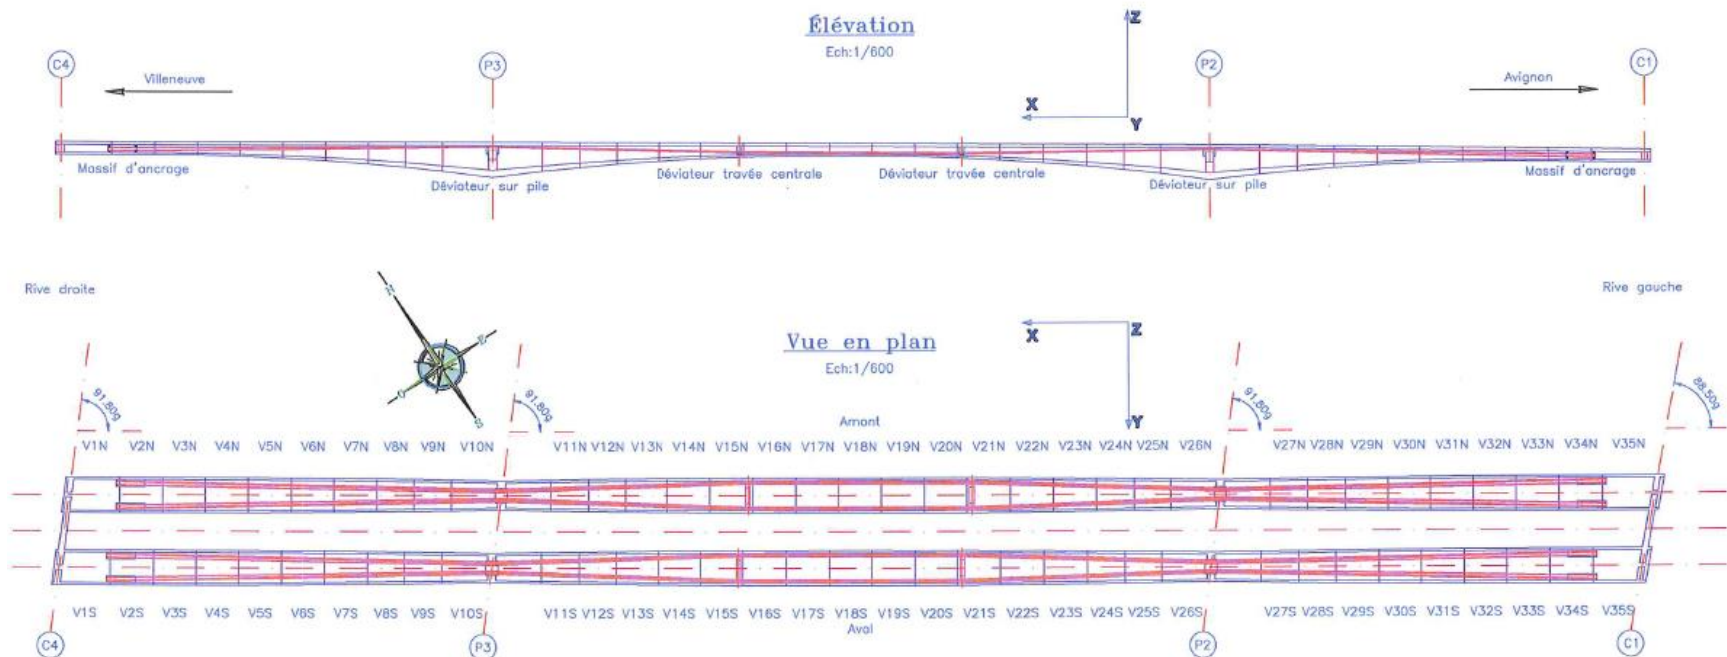 Élévation
Ech:1/600
Z
C4
P3
P2
C1
Villeneuve
Avignon
X
Y
Massif d'ancrage
Déviateur sur pile
Déviateur travée centrale
Déviateur travée centrale
Déviateur sur pile
Massif d'ancrage
Rive droite
Rive gauche
N
E
O
S
Vue en plan
Ech:1/600
X
Z
Y
91.80g
91.80g
91.80g
88.50g
Amont
V1N V2N V3N V4N V5N V6N V7N V8N V9N V10N V11N V12N V13N V14N V15N V16N V17N V18N V19N V20N V21N V22N V23N V24N V25N V26N V27N V28N V29N V30N V31N V32N V33N V34N V35N
V1S V2S V3S V4S V5S V6S V7S V8S V9S V10S V11S V12S V13S V14S V15S V16S V17S V18S V19S V20S V21S V22S V23S V24S V25S V26S V27S V28S V29S V30S V31S V32S V33S V34S V35S
Aval
C4
P3
P2
C1